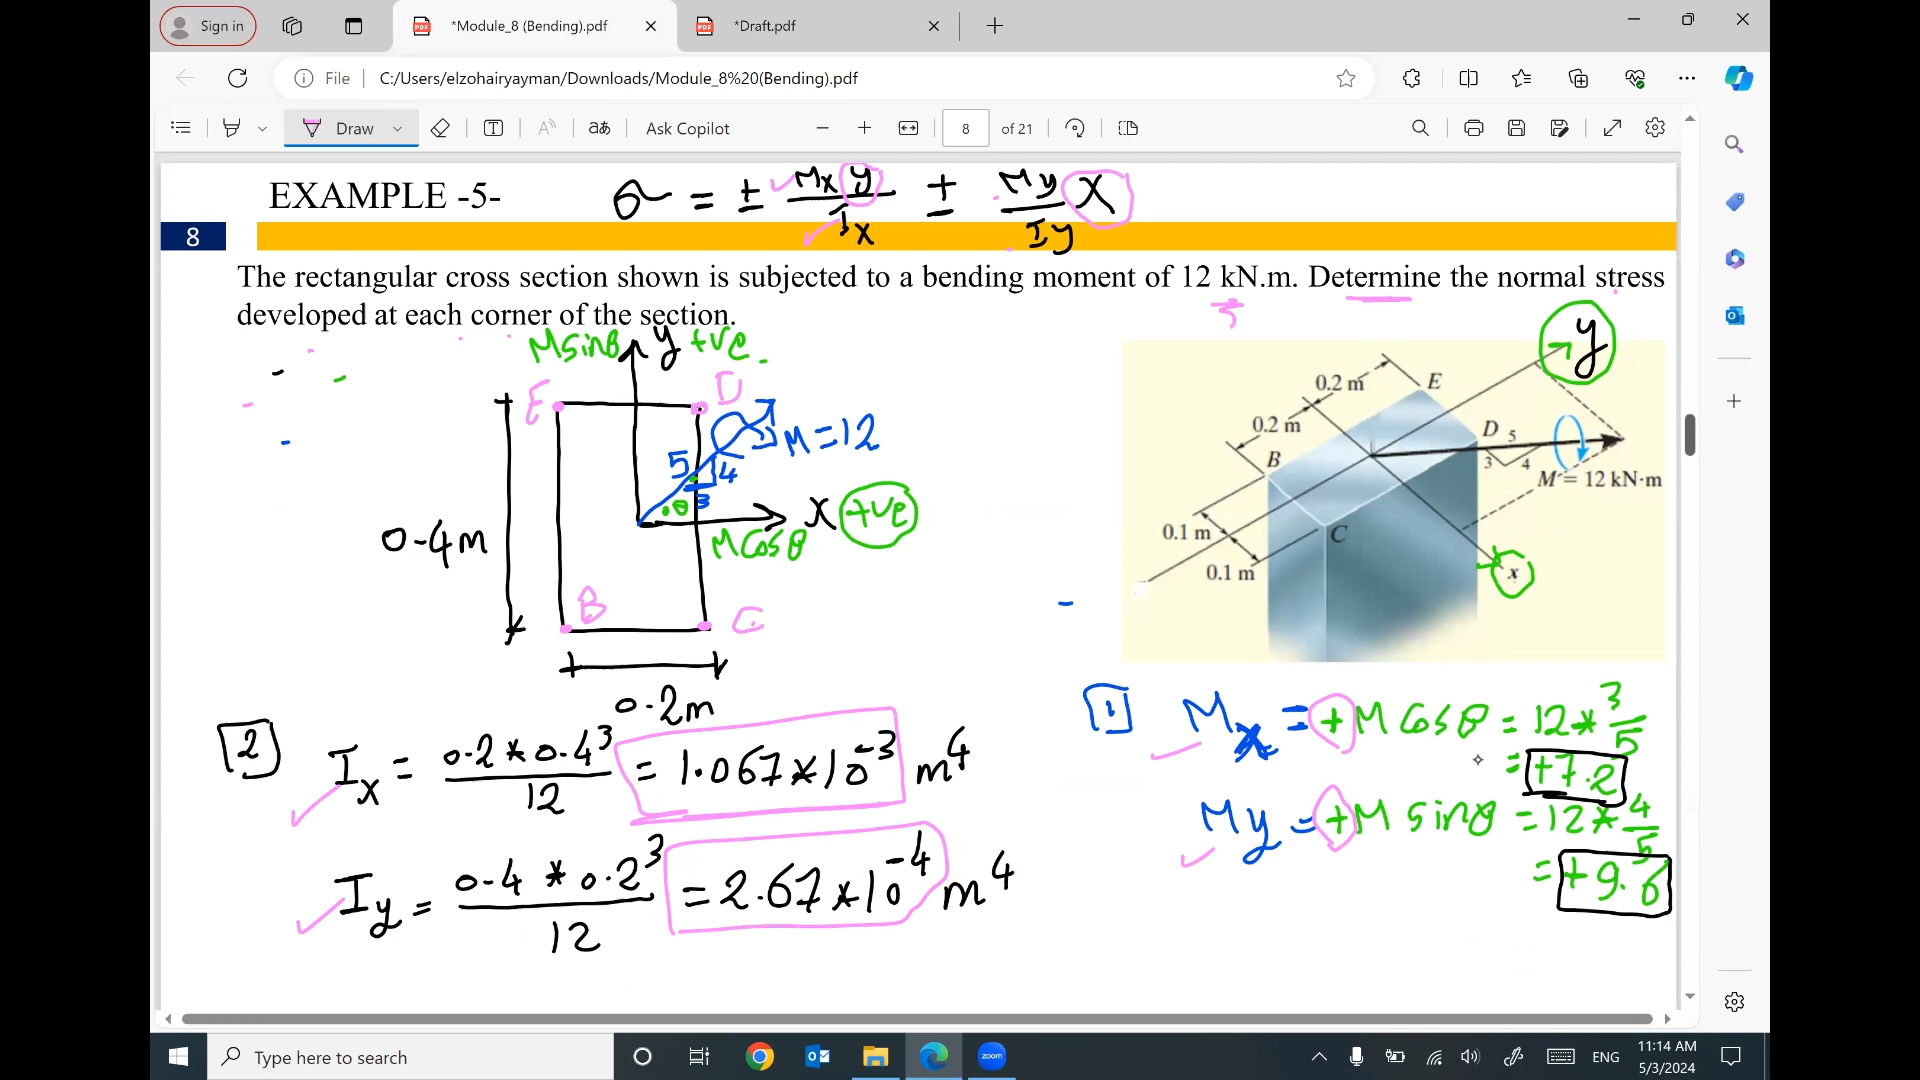 Sign in
*Module_8 (Bending).pdf
*Draft.pdf
File
C:/Users/elzohairyayman/Downloads/Module_8%20(Bending).pdf
Draw
Ask Copilot
8
of 21
EXAMPLE -5-
σ = ± Mx y / Ix ± My / Iy X
8
The rectangular cross section shown is subjected to a bending moment of 12 kN.m. Determine the normal stress
developed at each corner of the section.
M sinθ
y +ve
E
D
M = 12
5
4
3
θ
X +ve
M Cosθ
0.4m
B
C
0.2m
y
0.2 m
E
0.2 m
D
5
3
4
B
M = 12 kN·m
0.1 m
C
0.1 m
x
1
Mx = +M Cosθ = 12 * 3/5
= +7.2
My = +M sinθ = 12 * 4/5
= +9.6
2
Ix = 0.2 * 0.4³ / 12 = 1.067 * 10⁻³ m⁴
Iy = 0.4 * 0.2³ / 12 = 2.67 * 10⁻⁴ m⁴
Type here to search
zoom
ENG
11:14 AM
5/3/2024